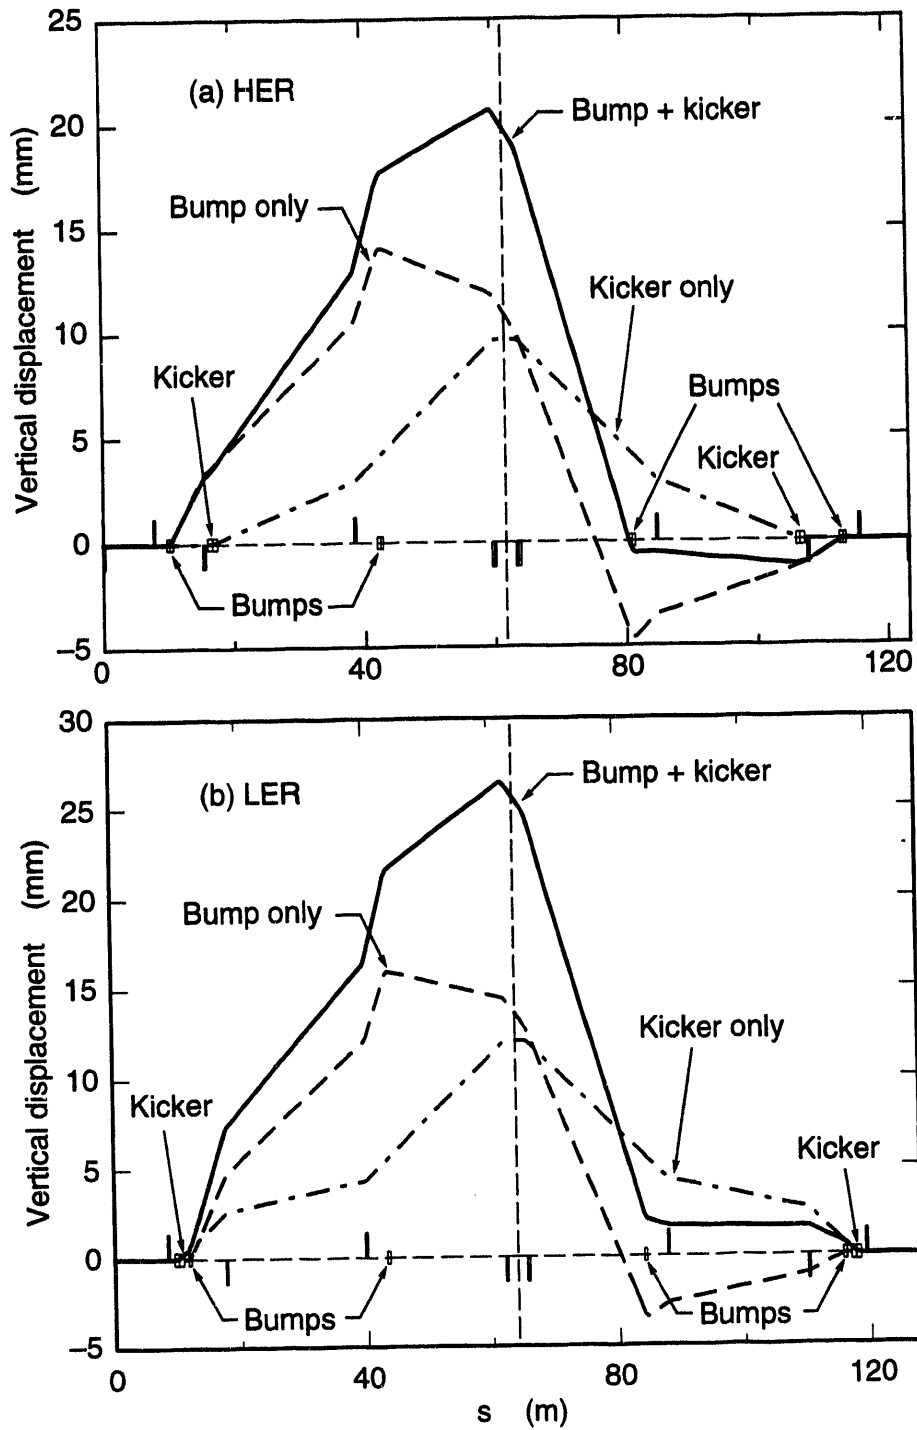 25
(a) HER
Bump + kicker
20
Bump only
15
Kicker only
10
Kicker
Bumps
5
Kicker
0
Bumps
–5
0
40
80
120
Vertical displacement (mm)
30
(b) LER
Bump + kicker
25
20
Bump only
15
Kicker only
10
Kicker
Kicker
5
0
Bumps
Bumps
–5
0
40
80
120
Vertical displacement (mm)
s (m)